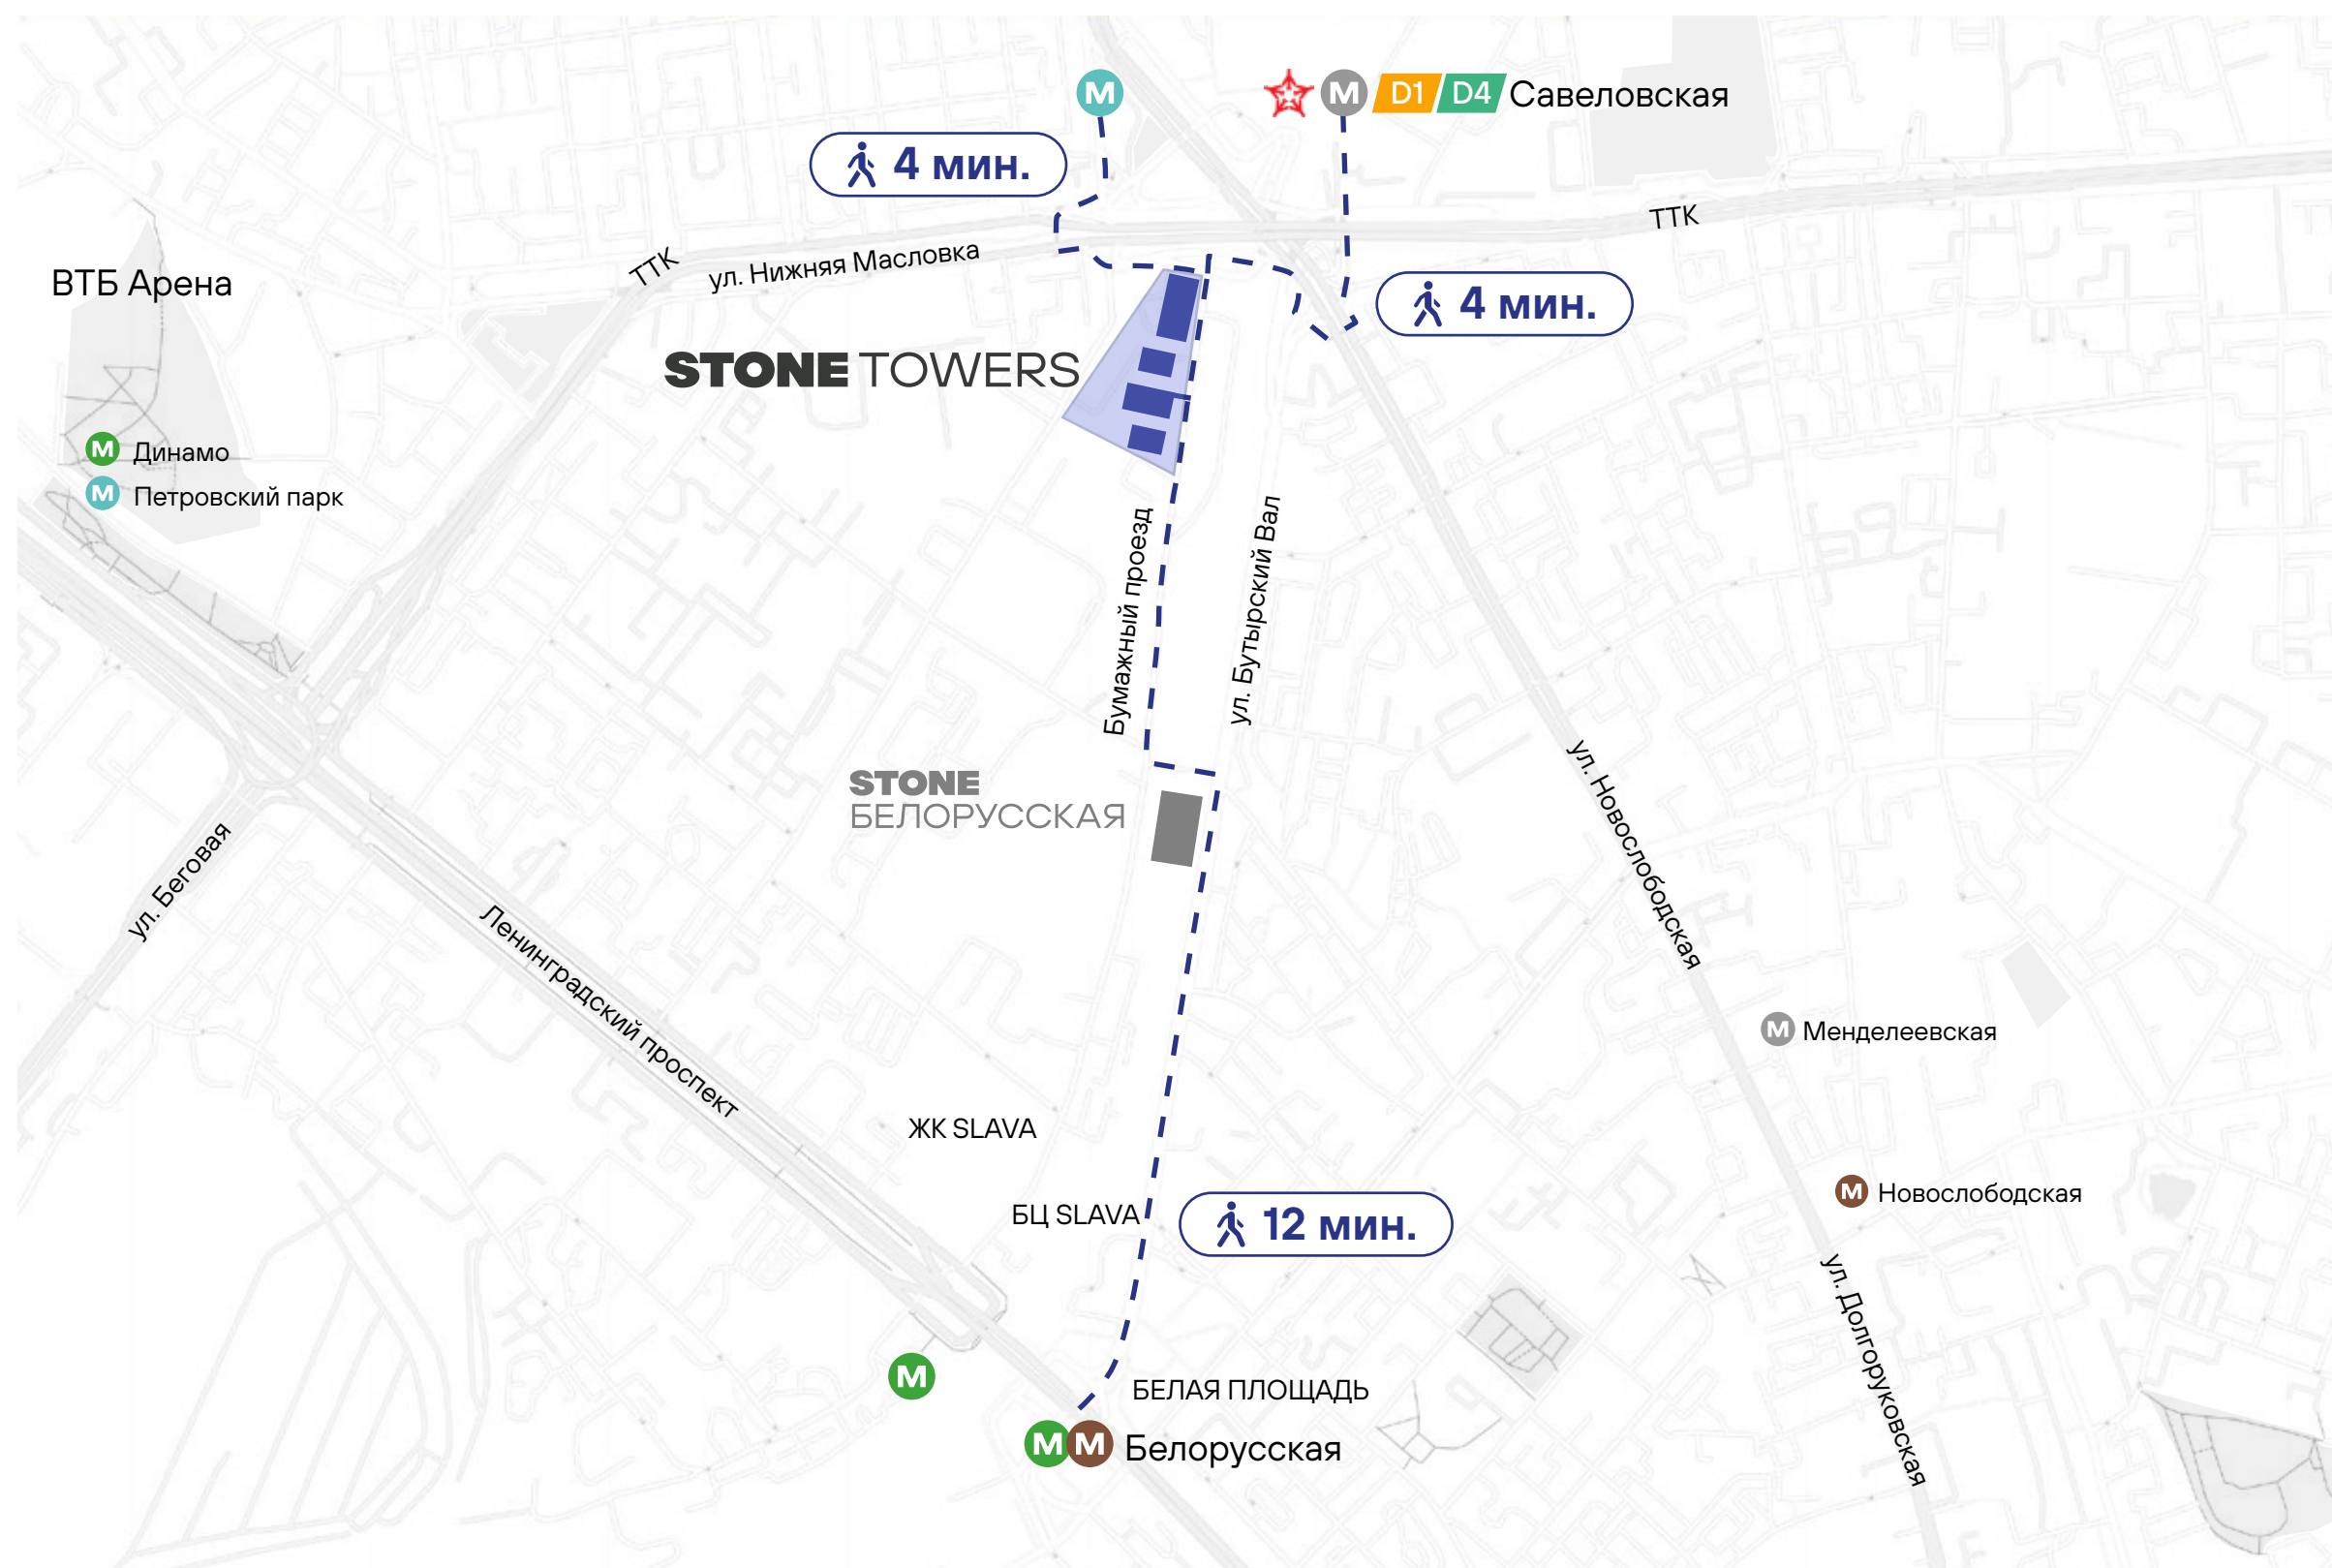 M
M D1 D4 Савеловская
4 мин.
ТТК
ТТК
ул. Нижняя Масловка
ВТБ Арена
4 мин.
STONE TOWERS
M Динамо
M Петровский парк
Бумажный проезд
ул. Бутырский Вал
STONE
БЕЛОРУССКАЯ
ул. Новослободская
ул. Беговая
Ленинградский проспект
M Менделеевская
ЖК SLAVA
M Новослободская
БЦ SLAVA
12 мин.
ул. Долгоруковская
M
БЕЛАЯ ПЛОЩАДЬ
M M Белорусская